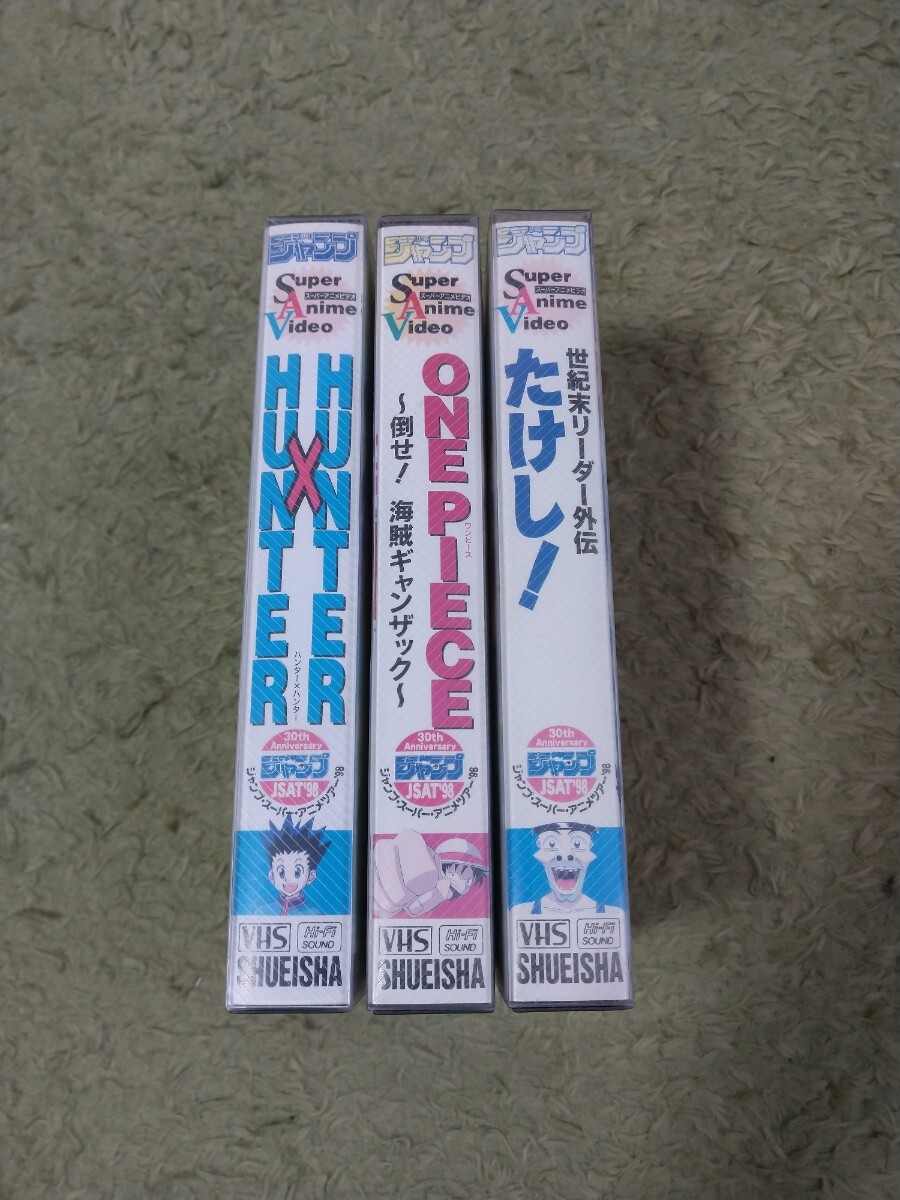 ジャンプ
Super
スーパーアニメビデオ
Anime
Video
HUNTER
×
HUNTER
ハンター×ハンター
30th
Anniversary
ジャンプ
JSAT'98
ジャンプ・スーパー・アニメツアー'98
VHS
Hi-Fi
SOUND
SHUEISHA
ジャンプ
Super
スーパーアニメビデオ
Anime
Video
ONE PIECE
ワンピース
～倒せ!海賊ギャンザック～
30th
Anniversary
ジャンプ
JSAT'98
ジャンプ・スーパー・アニメツアー'98
VHS
Hi-Fi
SOUND
SHUEISHA
ジャンプ
Super
スーパーアニメビデオ
Anime
Video
世紀末リーダー外伝
たけし!
30th
Anniversary
ジャンプ
JSAT'98
ジャンプ・スーパー・アニメツアー'98
VHS
Hi-Fi
SOUND
SHUEISHA